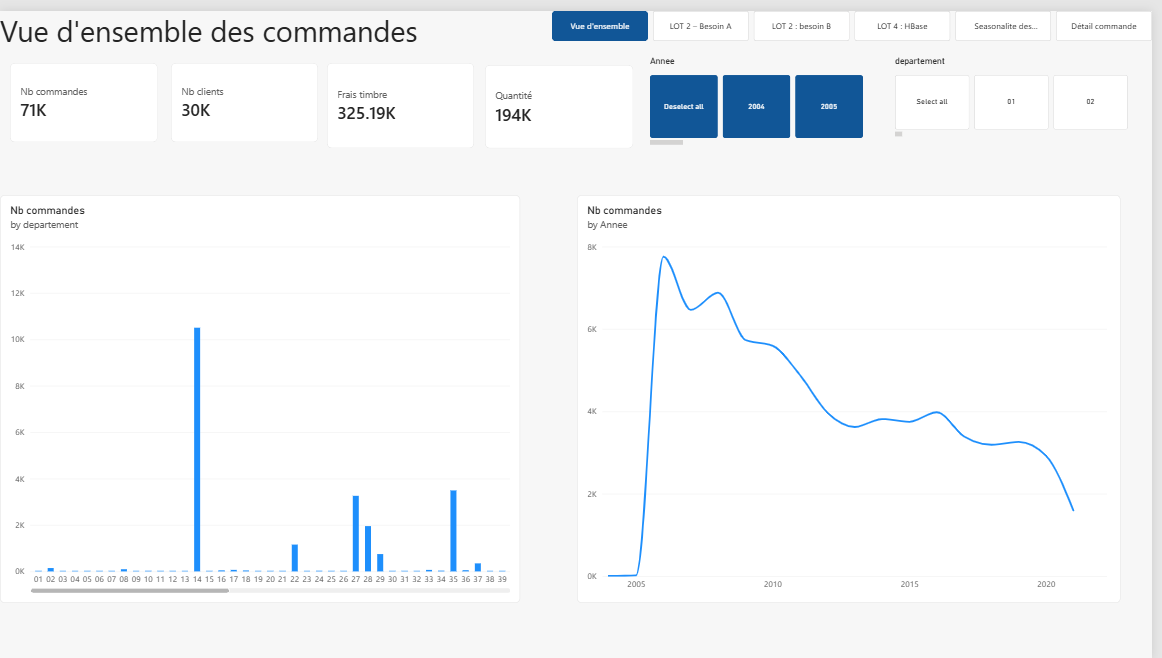 Vue d'ensemble des commandes
Vue d'ensemble
LOT 2 – Besoin A
LOT 2 : besoin B
LOT 4 : HBase
Seasonalite des...
Détail commande
Nb commandes
71K
Nb clients
30K
Frais timbre
325.19K
Quantité
194K
Annee
Deselect all
2004
2005
departement
Select all
01
02
Nb commandes
by departement
14K
12K
10K
8K
6K
4K
2K
0K
01 02 03 04 05 06 07 08 09 10 11 12 13 14 15 16 17 18 19 20 21 22 23 24 25 26 27 28 29 30 31 32 33 34 35 36 37 38 39
Nb commandes
by Annee
8K
6K
4K
2K
0K
2005 2010 2015 2020